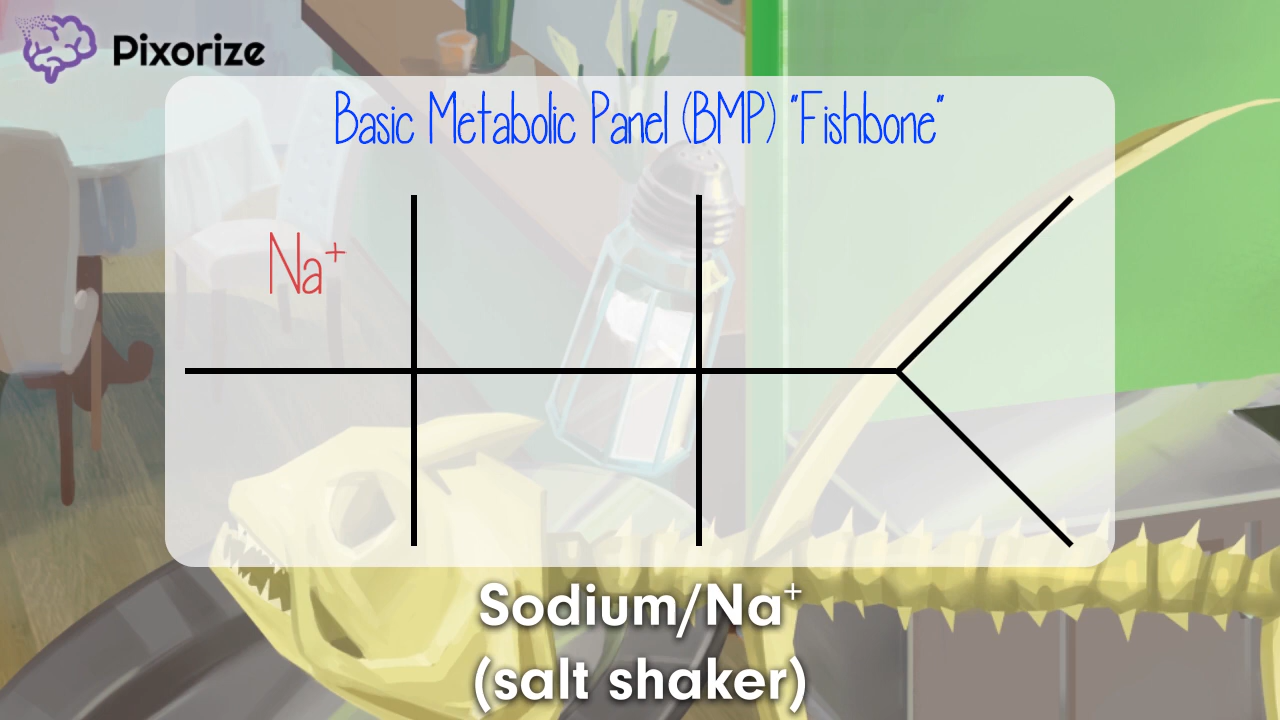 Pixorize
Basic Metabolic Panel (BMP) "Fishbone"
Na⁺
Sodium/Na⁺
(salt shaker)